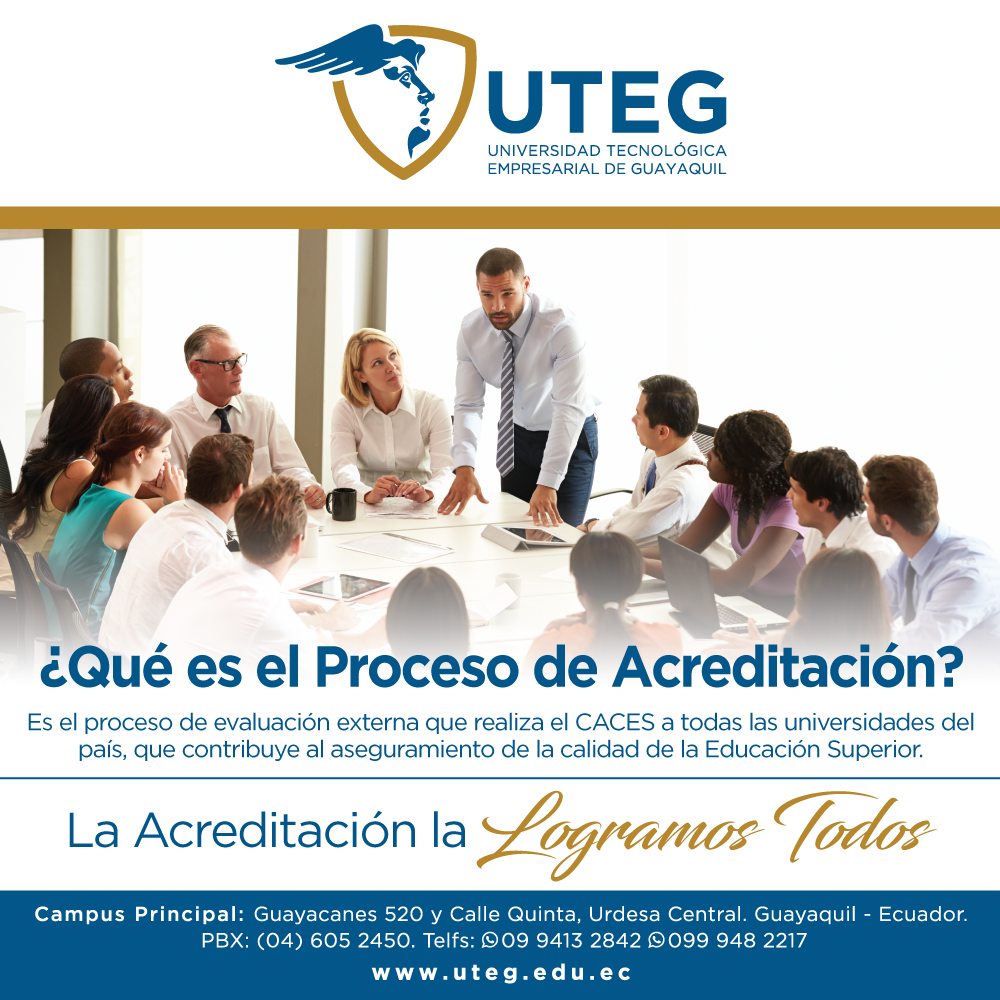 UTEG
UNIVERSIDAD TECNOLÓGICA
EMPRESARIAL DE GUAYAQUIL
¿Qué es el Proceso de Acreditación?
Es el proceso de evaluación externa que realiza el CACES a todas las universidades del
país, que contribuye al aseguramiento de la calidad de la Educación Superior.
La Acreditación la Logramos Todos
Campus Principal: Guayacanes 520 y Calle Quinta, Urdesa Central. Guayaquil - Ecuador.
PBX: (04) 605 2450. Telfs: 09 9413 2842 099 948 2217
www.uteg.edu.ec